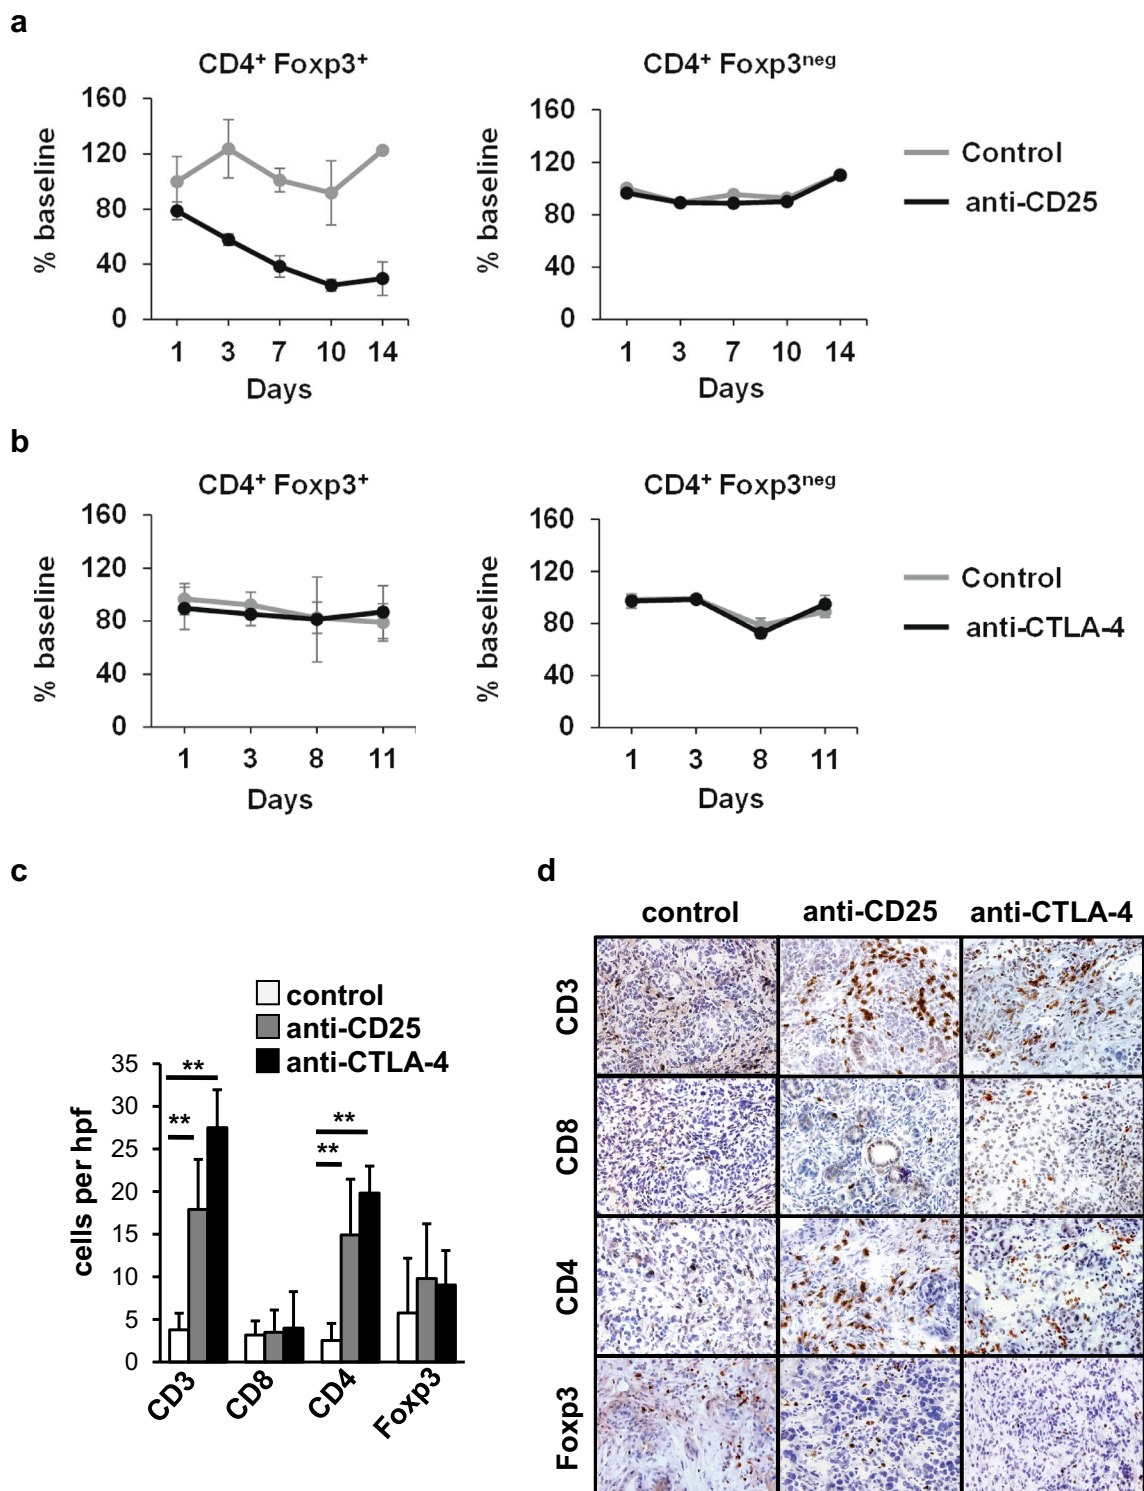 a
CD4⁺ Foxp3⁺
CD4⁺ Foxp3ⁿᵉᵍ
160
120
80
40
0
% baseline
1 3 7 10 14
Days
160
120
80
40
0
% baseline
1 3 7 10 14
Days
Control
anti-CD25
b
CD4⁺ Foxp3⁺
CD4⁺ Foxp3ⁿᵉᵍ
160
120
80
40
0
% baseline
1 3 8 11
Days
160
120
80
40
0
% baseline
1 3 8 11
Days
Control
anti-CTLA-4
c
control
anti-CD25
anti-CTLA-4
35
30
25
20
15
10
5
0
cells per hpf
**
**
**
**
CD3
CD8
CD4
Foxp3
d
control anti-CD25 anti-CTLA-4
CD3
CD8
CD4
Foxp3